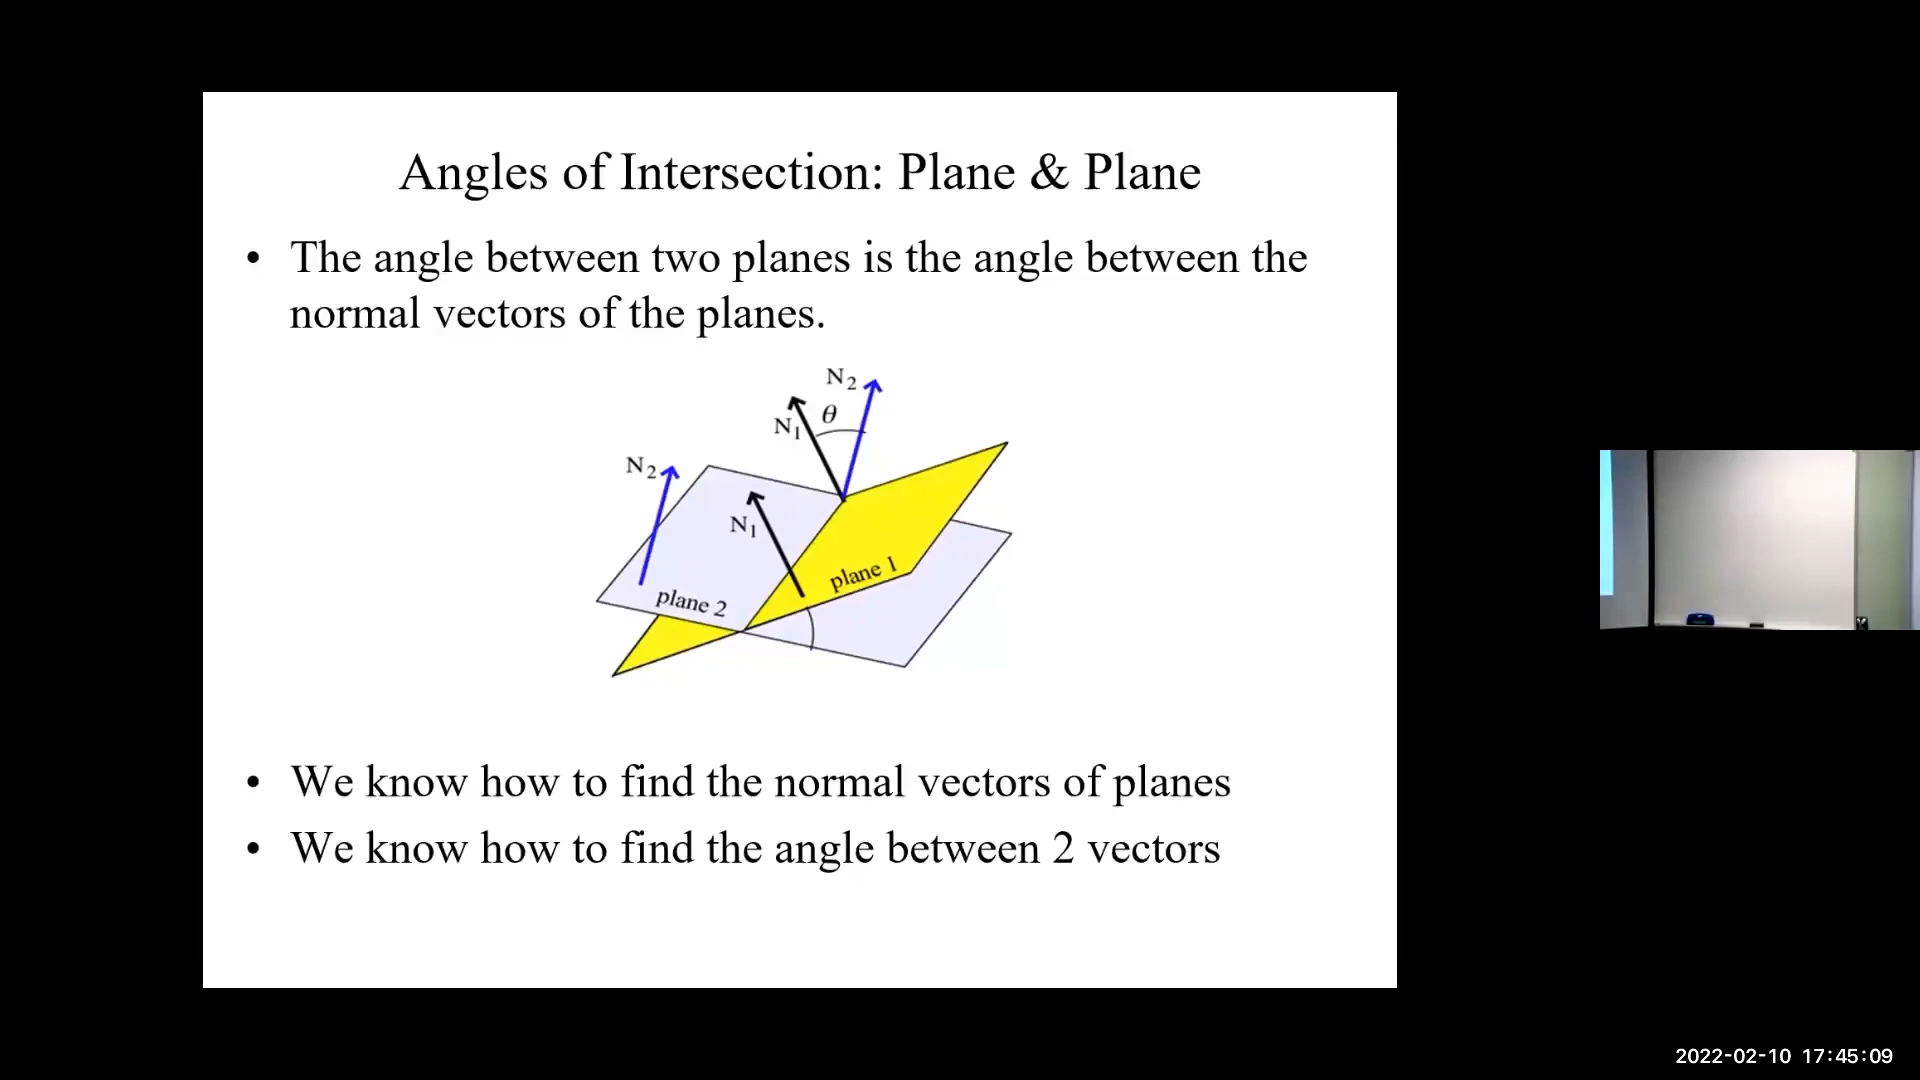 Angles of Intersection: Plane & Plane
• The angle between two planes is the angle between the
normal vectors of the planes.
N2
N1
θ
N2
N1
plane 1
plane 2
• We know how to find the normal vectors of planes
• We know how to find the angle between 2 vectors
2022-02-10 17:45:09